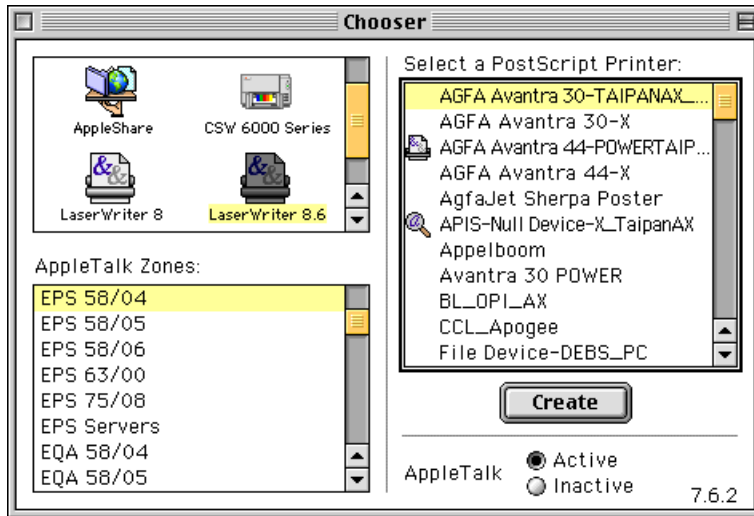 Chooser
AppleShare
CSW 6000 Series
LaserWriter 8
LaserWriter 8.6
AppleTalk Zones:
EPS 58/04
EPS 58/05
EPS 58/06
EPS 63/00
EPS 75/08
EPS Servers
EQA 58/04
EQA 58/05
Select a PostScript Printer:
AGFA Avantra 30-TAIPANAX_...
AGFA Avantra 30-X
AGFA Avantra 44-POWERTAIP...
AGFA Avantra 44-X
AgfaJet Sherpa Poster
APIS-Null Device-X_TaipanAX
Appelboom
Avantra 30 POWER
BL_OPI_AX
CCL_Apogee
File Device-DEBS_PC
Create
AppleTalk
Active
Inactive
7.6.2